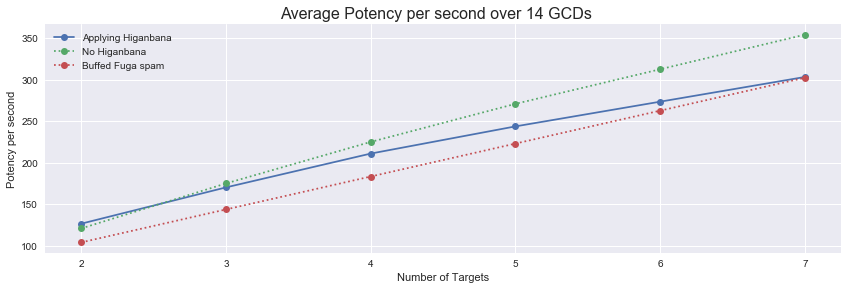 Average Potency per second over 14 GCDs
Applying Higanbana
No Higanbana
Buffed Fuga spam
Potency per second
350
300
250
200
150
100
2 3 4 5 6 7
Number of Targets